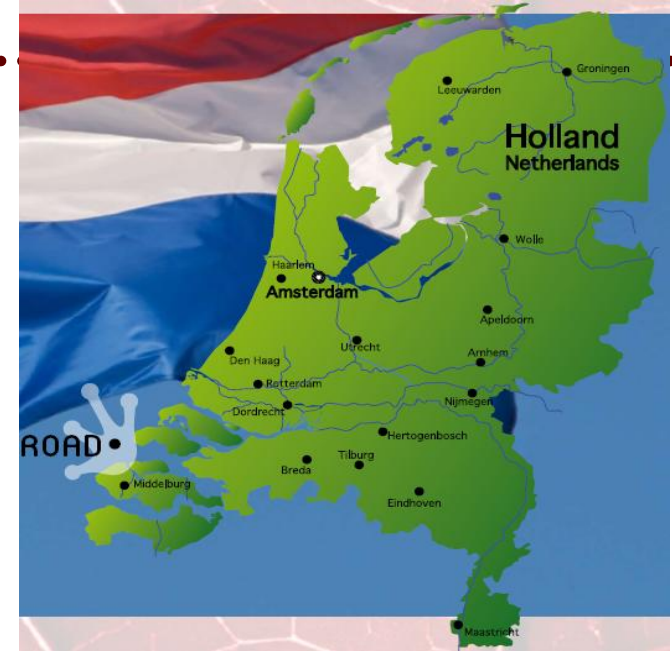 Groningen
Leeuwarden
Holland
Netherlands
Wolle
Haarlem
Amsterdam
Apeldoorn
Utrecht
Den Haag
Arnhem
Rotterdam
Nijmegen
Dordrecht
Hertogenbosch
ROAD
Tilburg
Breda
Middelburg
Eindhoven
Maastricht